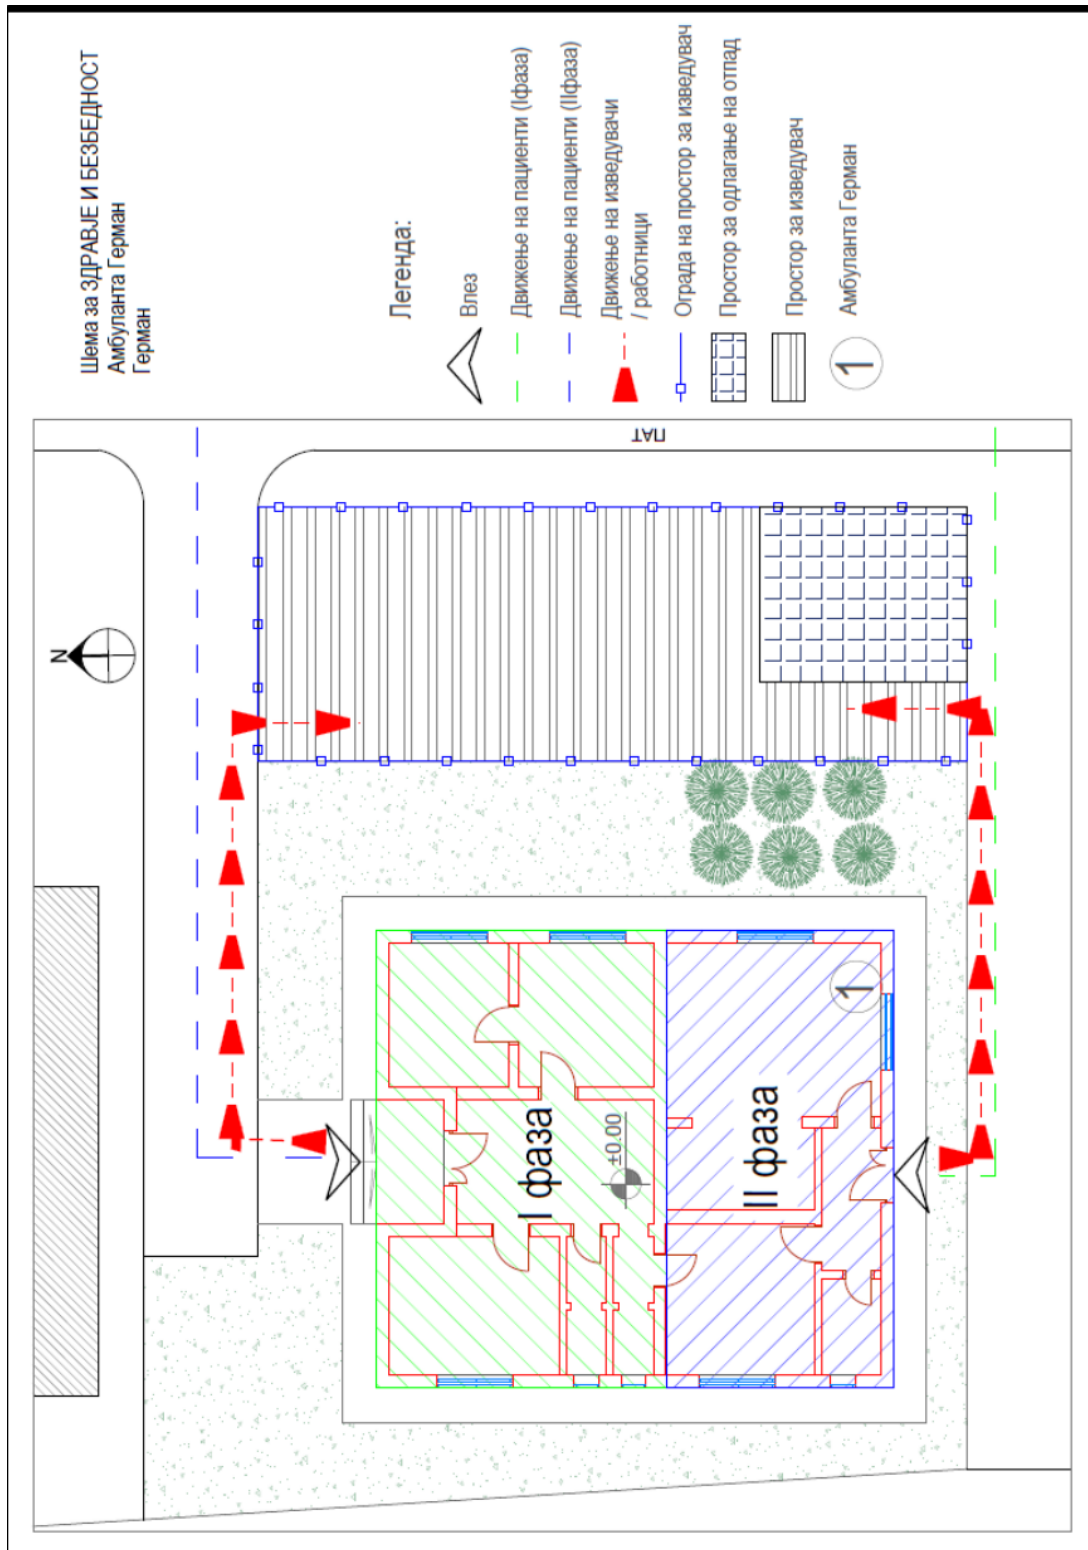 Шема за ЗДРАВЈЕ И БЕЗБЕДНОСТ
Амбуланта Герман
Герман
Легенда:
Влез
Движење на пациенти (Iфаза)
Движење на пациенти (IIфаза)
Движење на изведувачи
/ работници
Ограда на простор за изведувач
Простор за одлагање на отпад
Простор за изведувач
1
Амбуланта Герман
ПАТ
N
I фаза
±0.00
II фаза
1